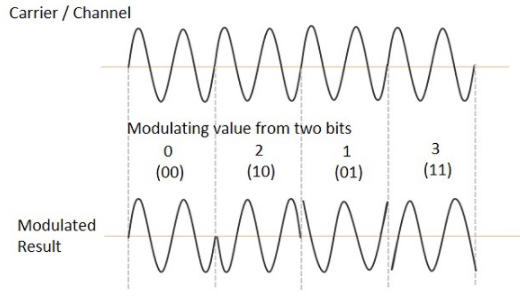 Carrier / Channel
Modulating value from two bits
0 2 1 3
(00) (10) (01) (11)
Modulated
Result